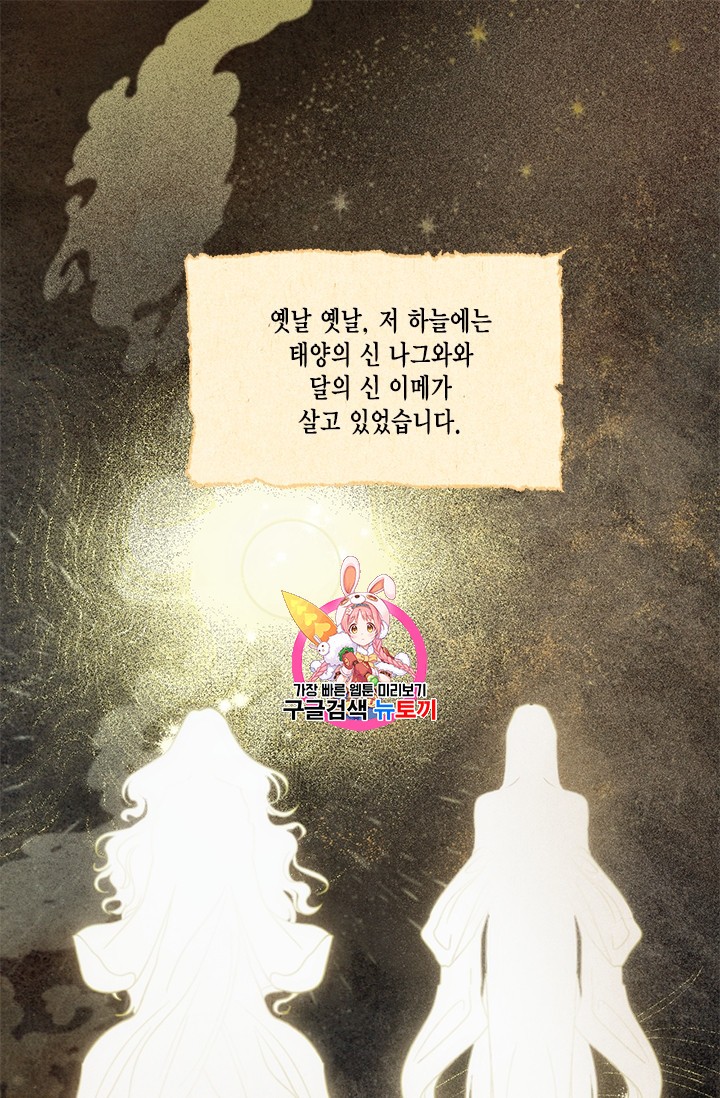 옛날 옛날, 저 하늘에는
태양의 신 나그와와
달의 신 이메가
살고 있었습니다.
가장 빠른 웹툰 미리보기
구글검색 뉴토끼